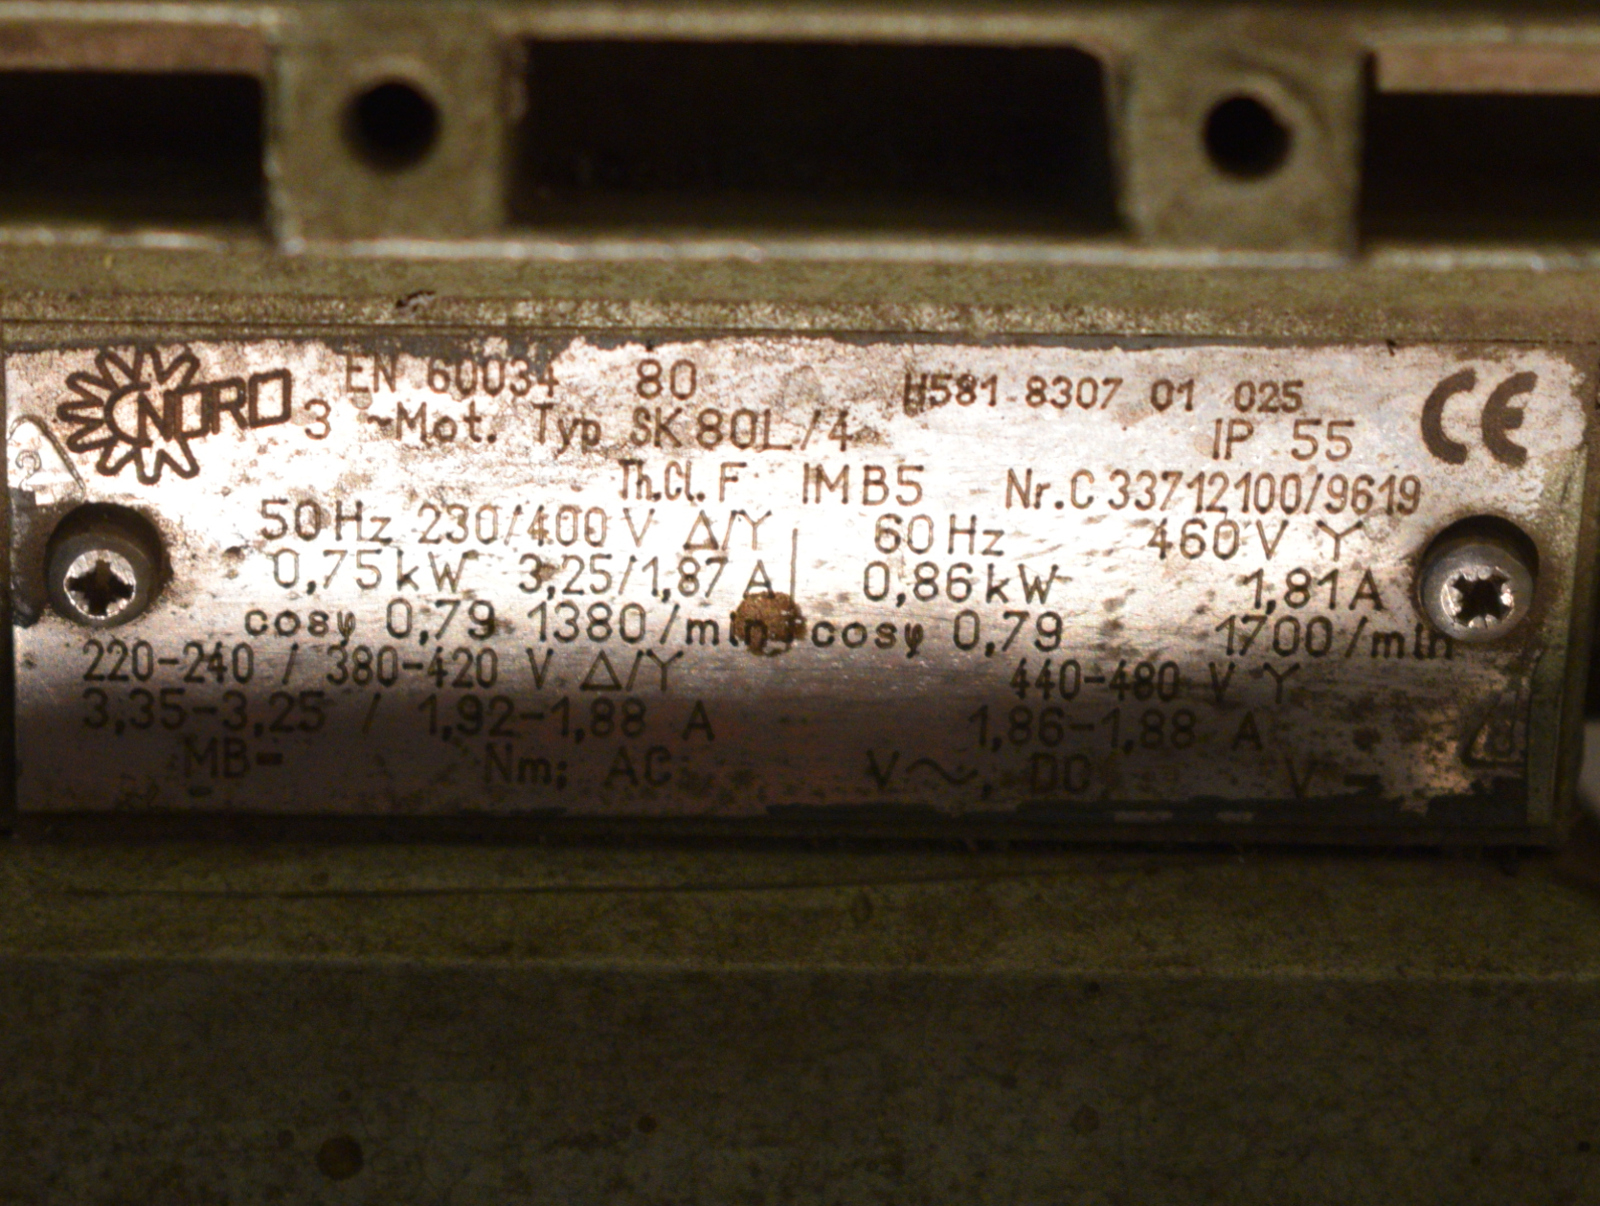 NORD EN 60034 80 H581 8307 01 025 CE
3 ~Mot. Typ SK 80L/4 IP 55
Th.Cl. F IM B5 Nr. C 33712100/9619
50 Hz 230/400 V Δ/Y 60 Hz 460 V Y
0,75 kW 3,25/1,87 A 0,86 kW 1,81 A
cosφ 0,79 1380/min cosφ 0,79 1700/min
220-240 / 380-420 V Δ/Y 440-480 V Y
3,35-3,25 / 1,92-1,88 A 1,86-1,88 A
MB- Nm; AC V~, DC V -